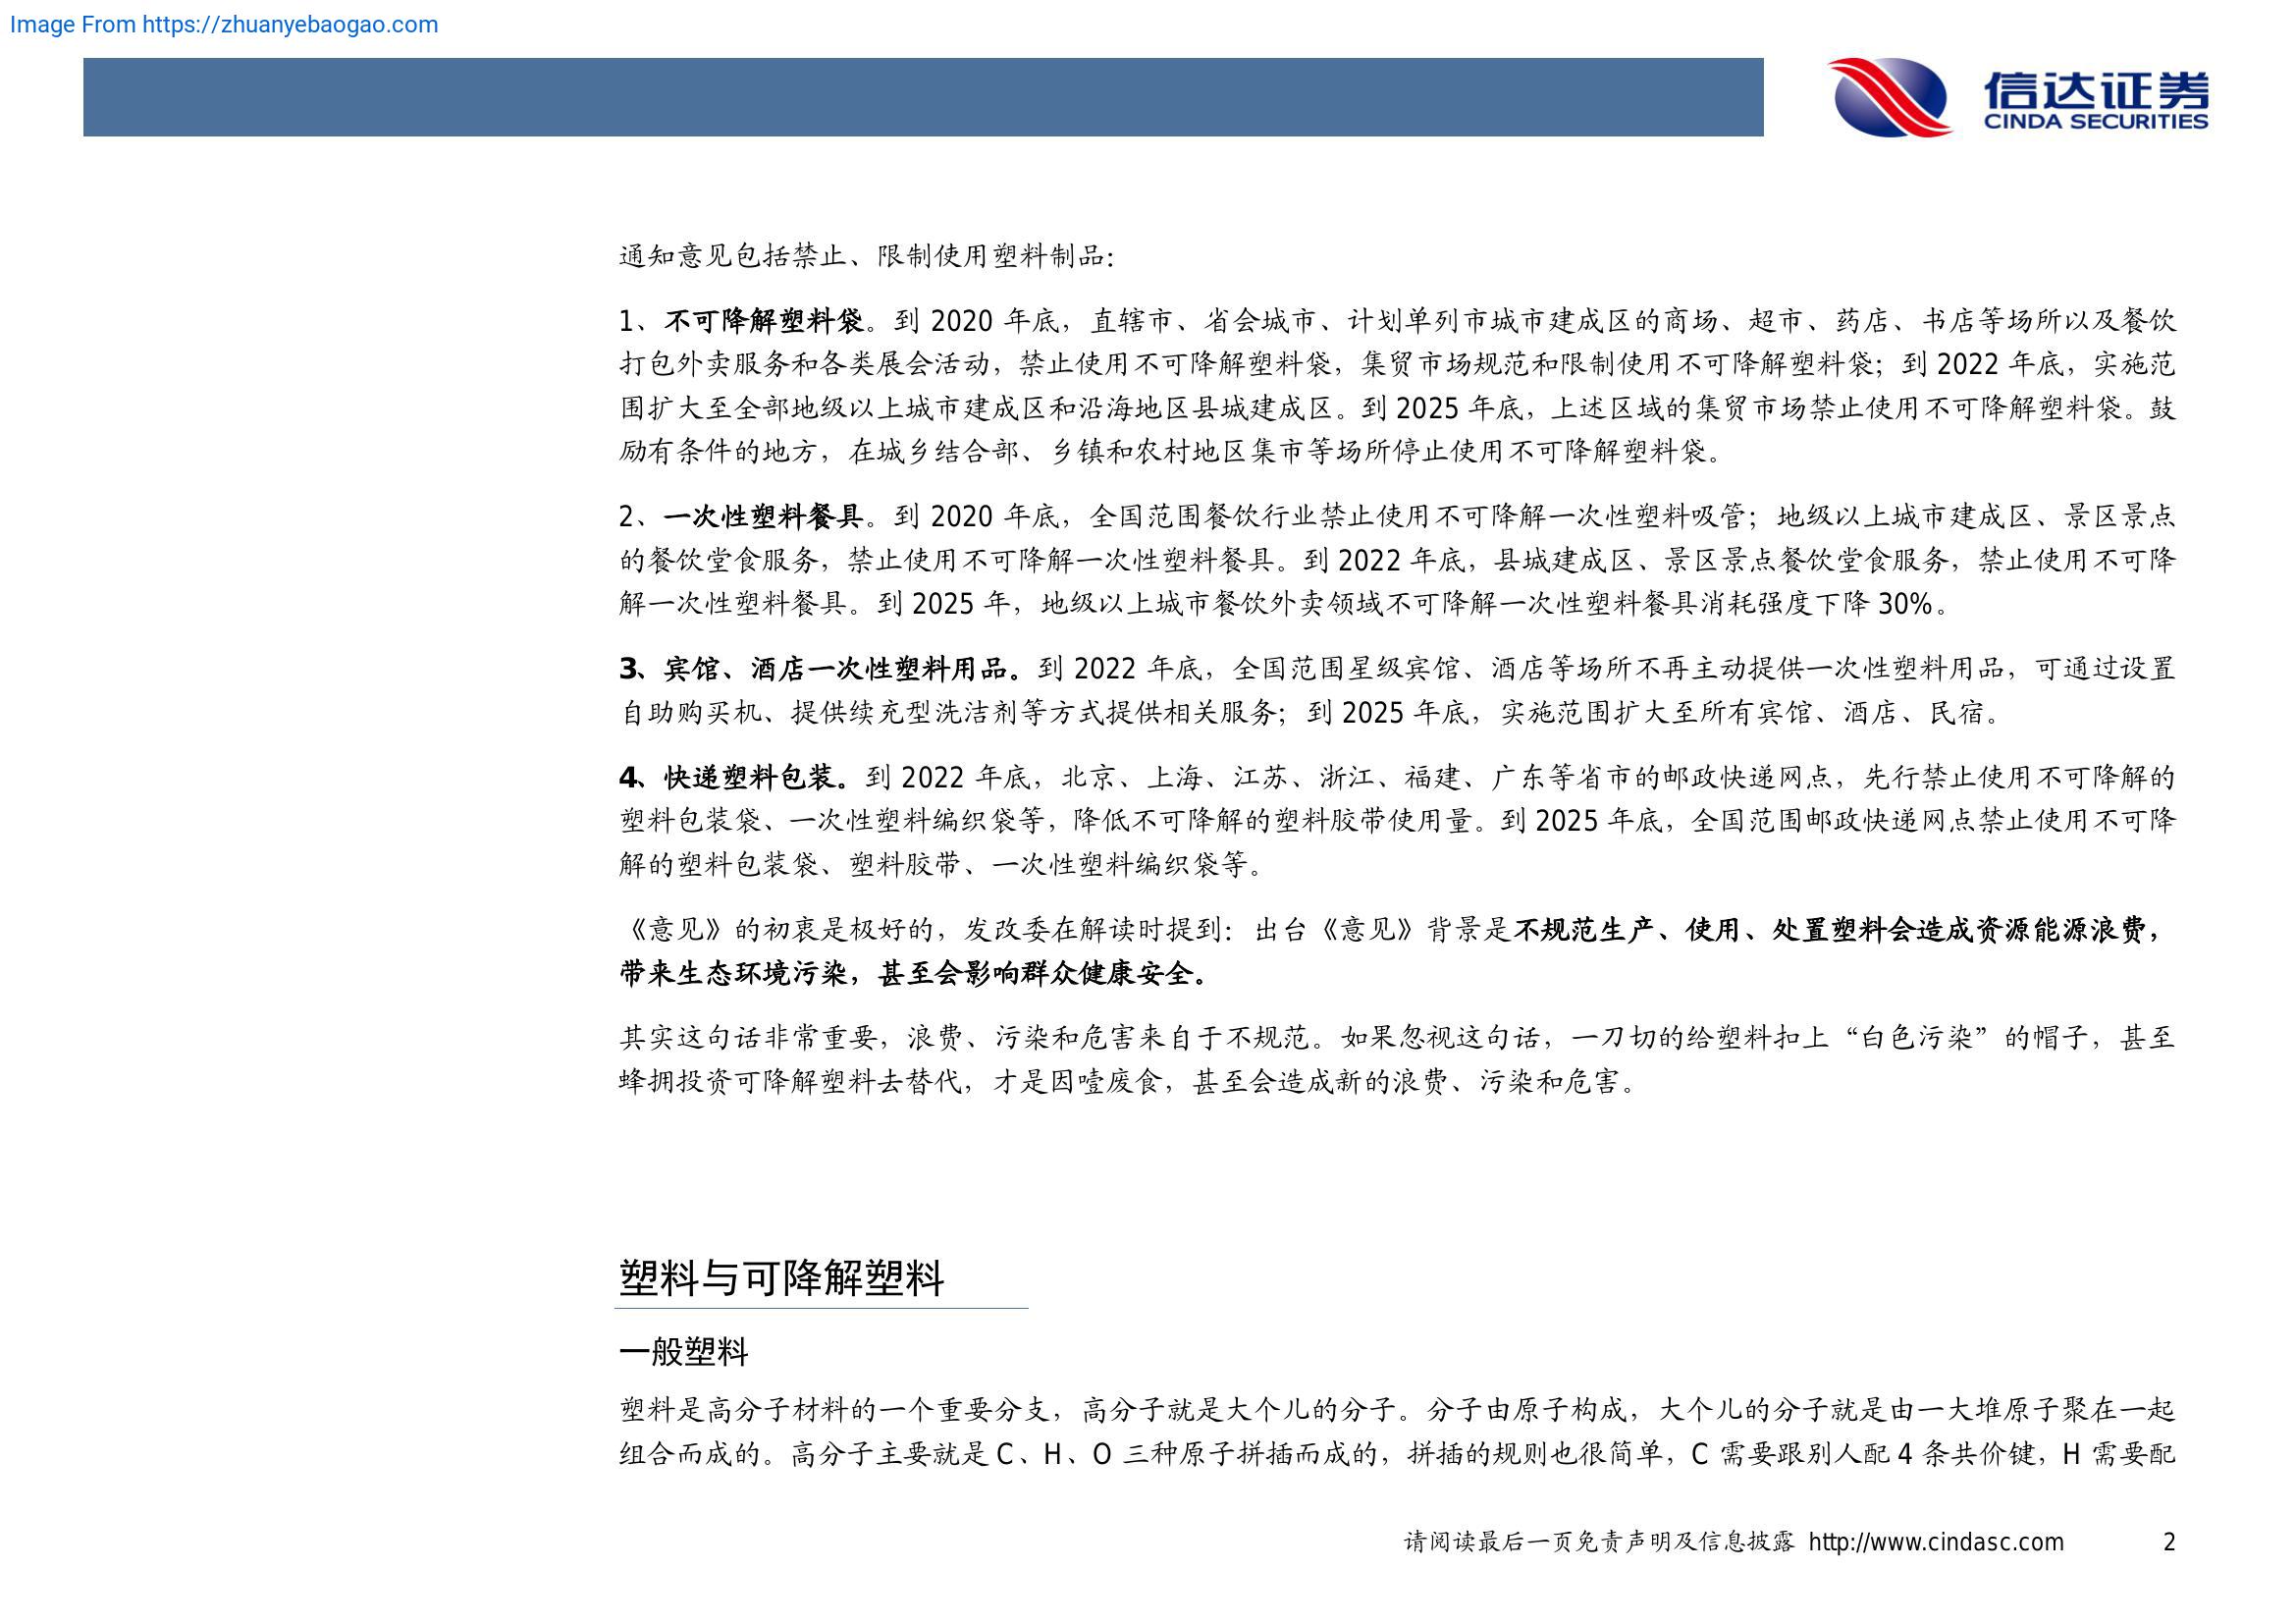 Image From https://zhuanyebaogao.com
信达证券
CINDA SECURITIES
通知意见包括禁止、限制使用塑料制品：
1、不可降解塑料袋。到 2020 年底，直辖市、省会城市、计划单列市城市建成区的商场、超市、药店、书店等场所以及餐饮
打包外卖服务和各类展会活动，禁止使用不可降解塑料袋，集贸市场规范和限制使用不可降解塑料袋；到 2022 年底，实施范
围扩大至全部地级以上城市建成区和沿海地区县城建成区。到 2025 年底，上述区域的集贸市场禁止使用不可降解塑料袋。鼓
励有条件的地方，在城乡结合部、乡镇和农村地区集市等场所停止使用不可降解塑料袋。
2、一次性塑料餐具。到 2020 年底，全国范围餐饮行业禁止使用不可降解一次性塑料吸管；地级以上城市建成区、景区景点
的餐饮堂食服务，禁止使用不可降解一次性塑料餐具。到 2022 年底，县城建成区、景区景点餐饮堂食服务，禁止使用不可降
解一次性塑料餐具。到 2025 年，地级以上城市餐饮外卖领域不可降解一次性塑料餐具消耗强度下降 30%。
3、宾馆、酒店一次性塑料用品。到 2022 年底，全国范围星级宾馆、酒店等场所不再主动提供一次性塑料用品，可通过设置
自助购买机、提供续充型洗洁剂等方式提供相关服务；到 2025 年底，实施范围扩大至所有宾馆、酒店、民宿。
4、快递塑料包装。到 2022 年底，北京、上海、江苏、浙江、福建、广东等省市的邮政快递网点，先行禁止使用不可降解的
塑料包装袋、一次性塑料编织袋等，降低不可降解的塑料胶带使用量。到 2025 年底，全国范围邮政快递网点禁止使用不可降
解的塑料包装袋、塑料胶带、一次性塑料编织袋等。
《意见》的初衷是极好的，发改委在解读时提到：出台《意见》背景是不规范生产、使用、处置塑料会造成资源能源浪费，
带来生态环境污染，甚至会影响群众健康安全。
其实这句话非常重要，浪费、污染和危害来自于不规范。如果忽视这句话，一刀切的给塑料扣上“白色污染”的帽子，甚至
蜂拥投资可降解塑料去替代，才是因噎废食，甚至会造成新的浪费、污染和危害。
塑料与可降解塑料
一般塑料
塑料是高分子材料的一个重要分支，高分子就是大个儿的分子。分子由原子构成，大个儿的分子就是由一大堆原子聚在一起
组合而成的。高分子主要就是 C、H、O 三种原子拼插而成的，拼插的规则也很简单，C 需要跟别人配 4 条共价键，H 需要配
请阅读最后一页免责声明及信息披露 http://www.cindasc.com 2